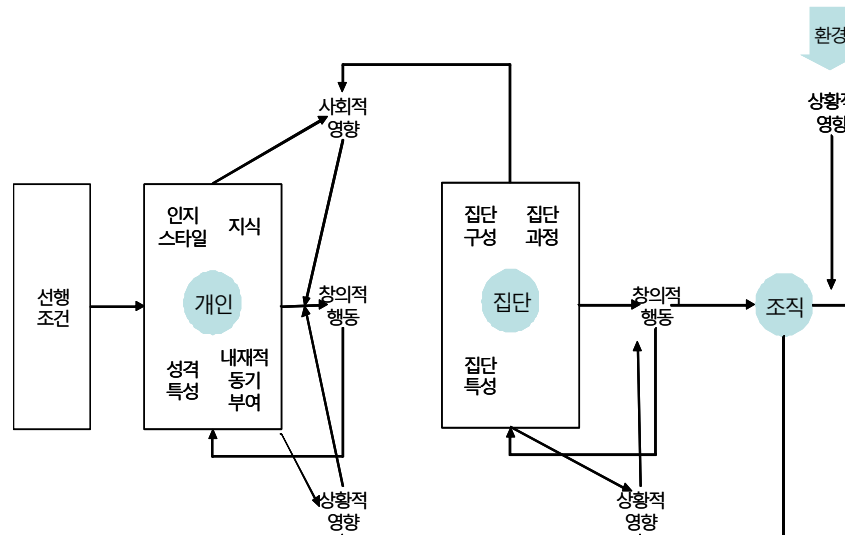 환경
상황적
영향
사회적
영향
선행
조건
인지
스타일
지식
개인
성격
특성
내재적
동기
부여
창의적
행동
상황적
영향
집단
구성
집단
과정
집단
집단
특성
창의적
행동
상황적
영향
조직